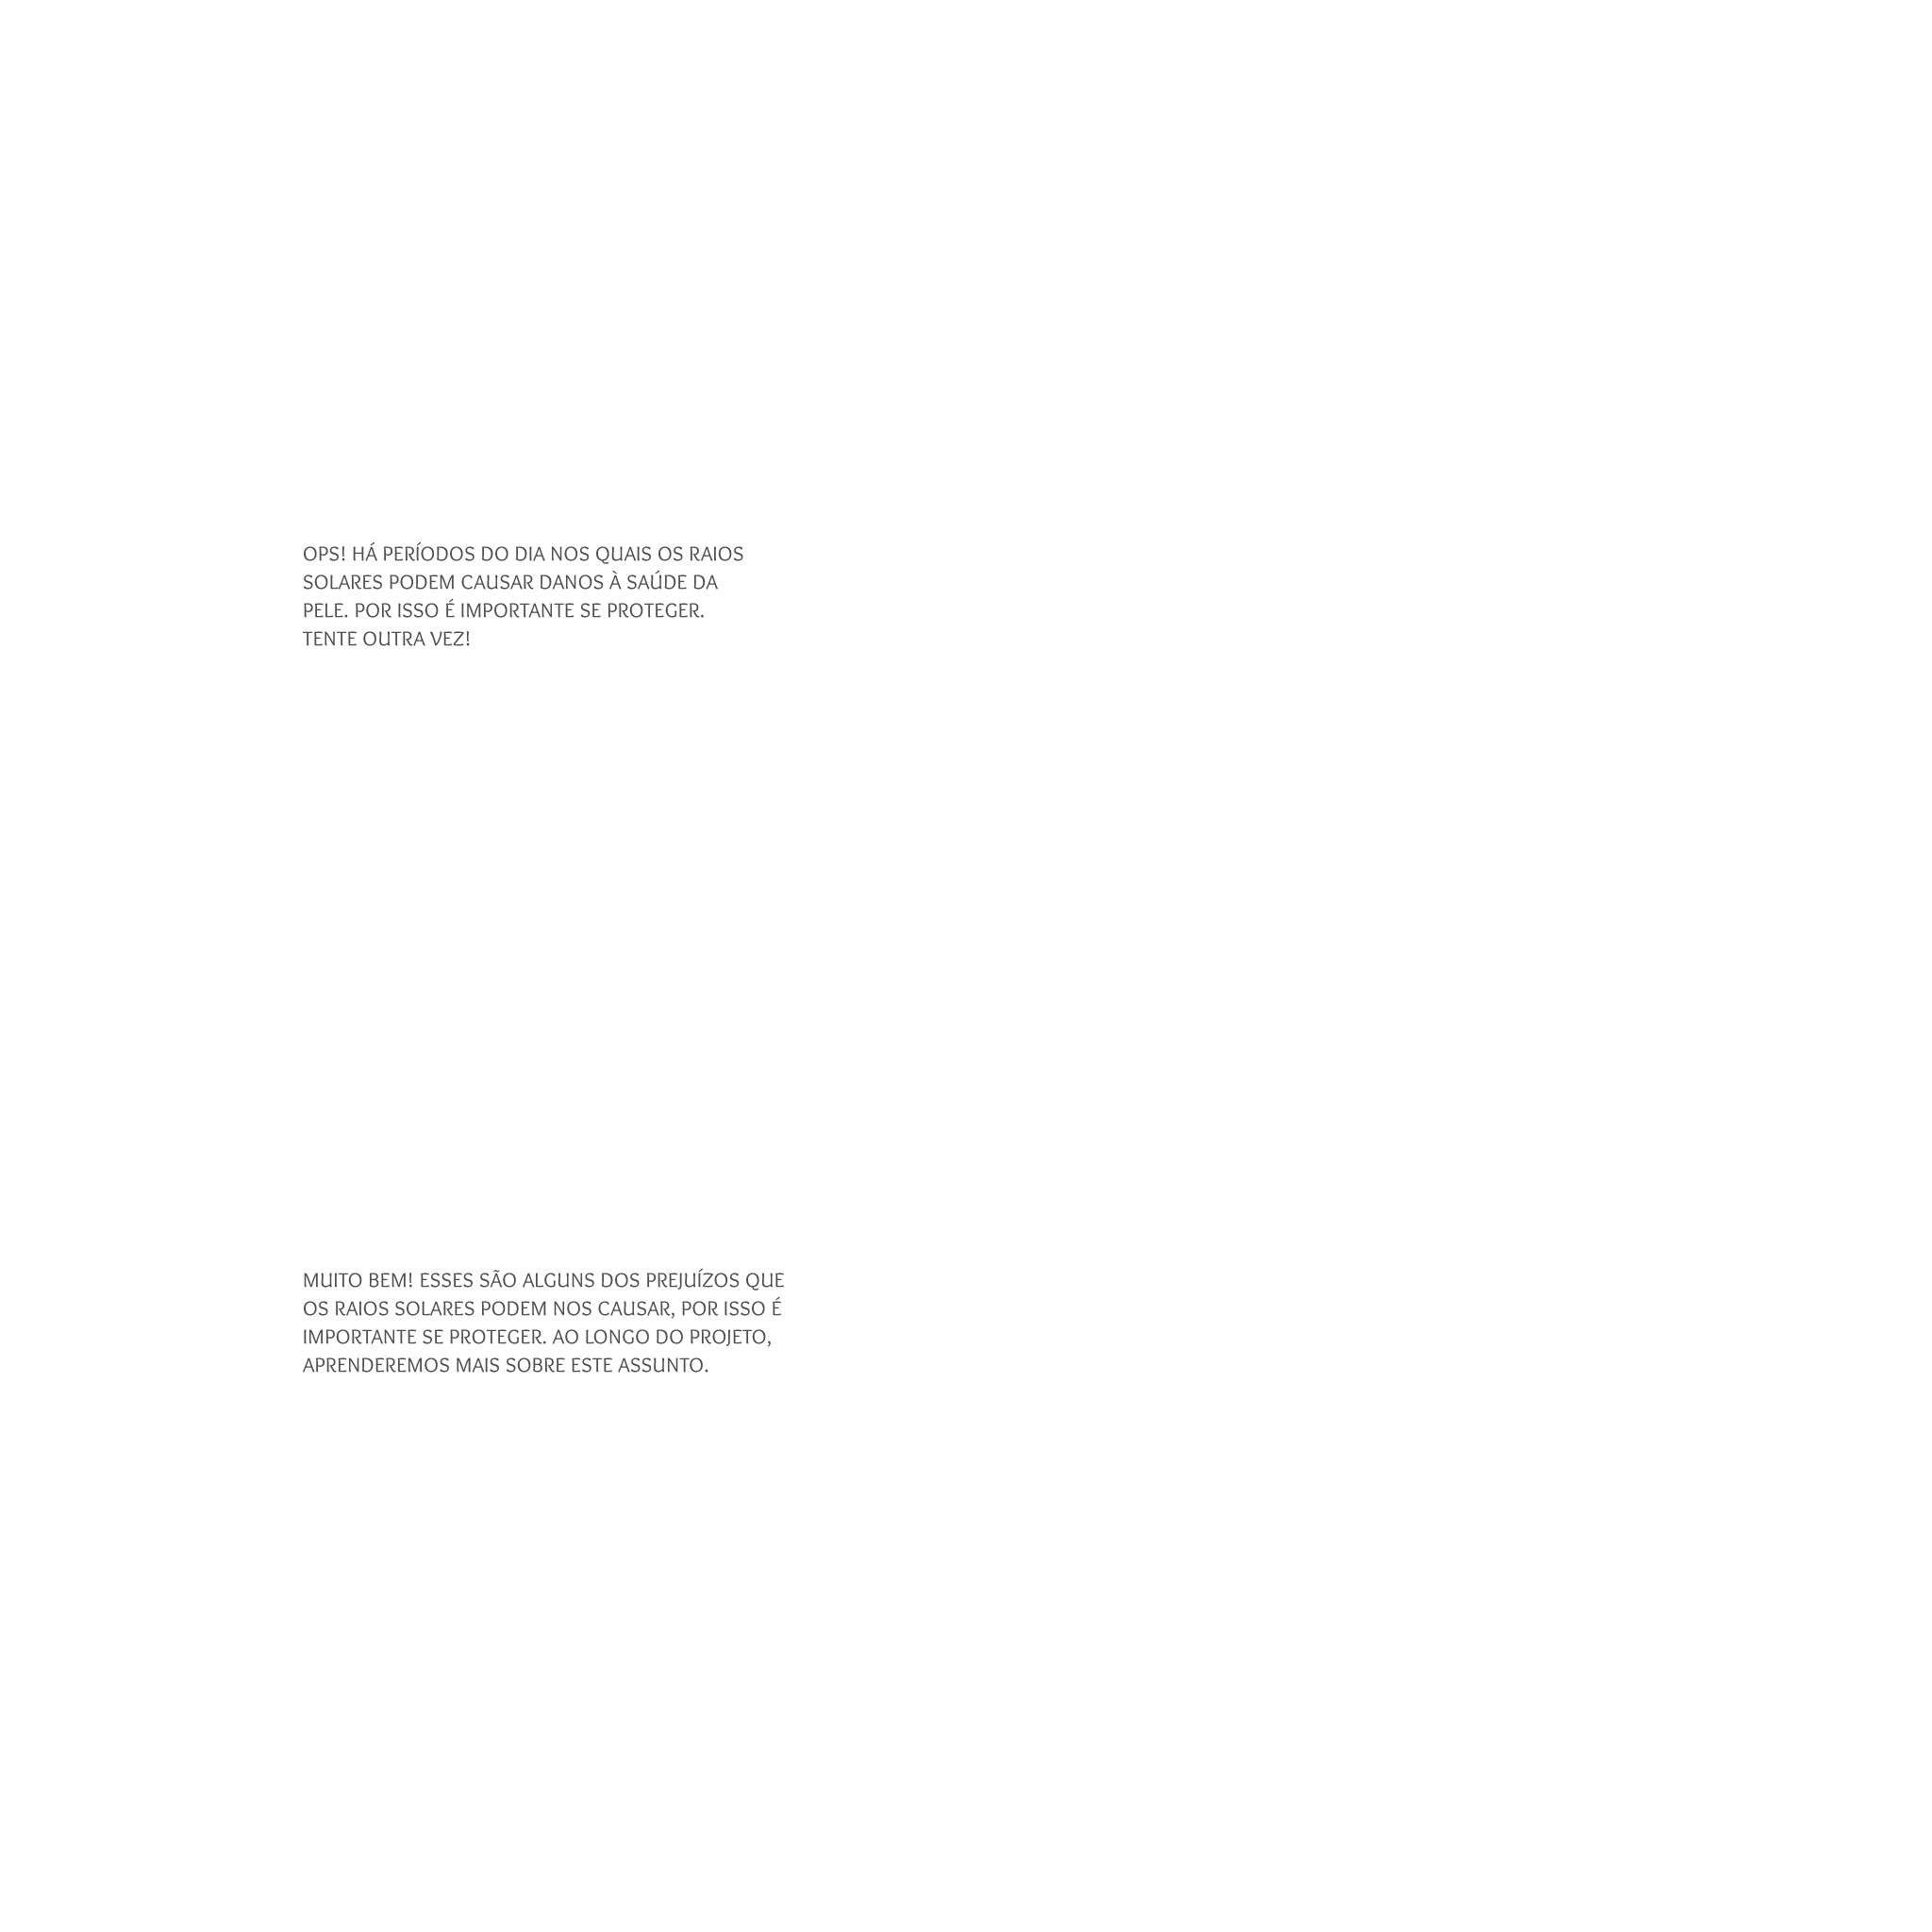 OPS! HÁ PERÍODOS DO DIA NOS QUAIS OS RAIOS
SOLARES PODEM CAUSAR DANOS À SAÚDE DA
PELE. POR ISSO É IMPORTANTE SE PROTEGER.
TENTE OUTRA VEZ!
MUITO BEM! ESSES SÃO ALGUNS DOS PREJUÍZOS QUE
OS RAIOS SOLARES PODEM NOS CAUSAR, POR ISSO É
IMPORTANTE SE PROTEGER. AO LONGO DO PROJETO,
APRENDEREMOS MAIS SOBRE ESTE ASSUNTO.